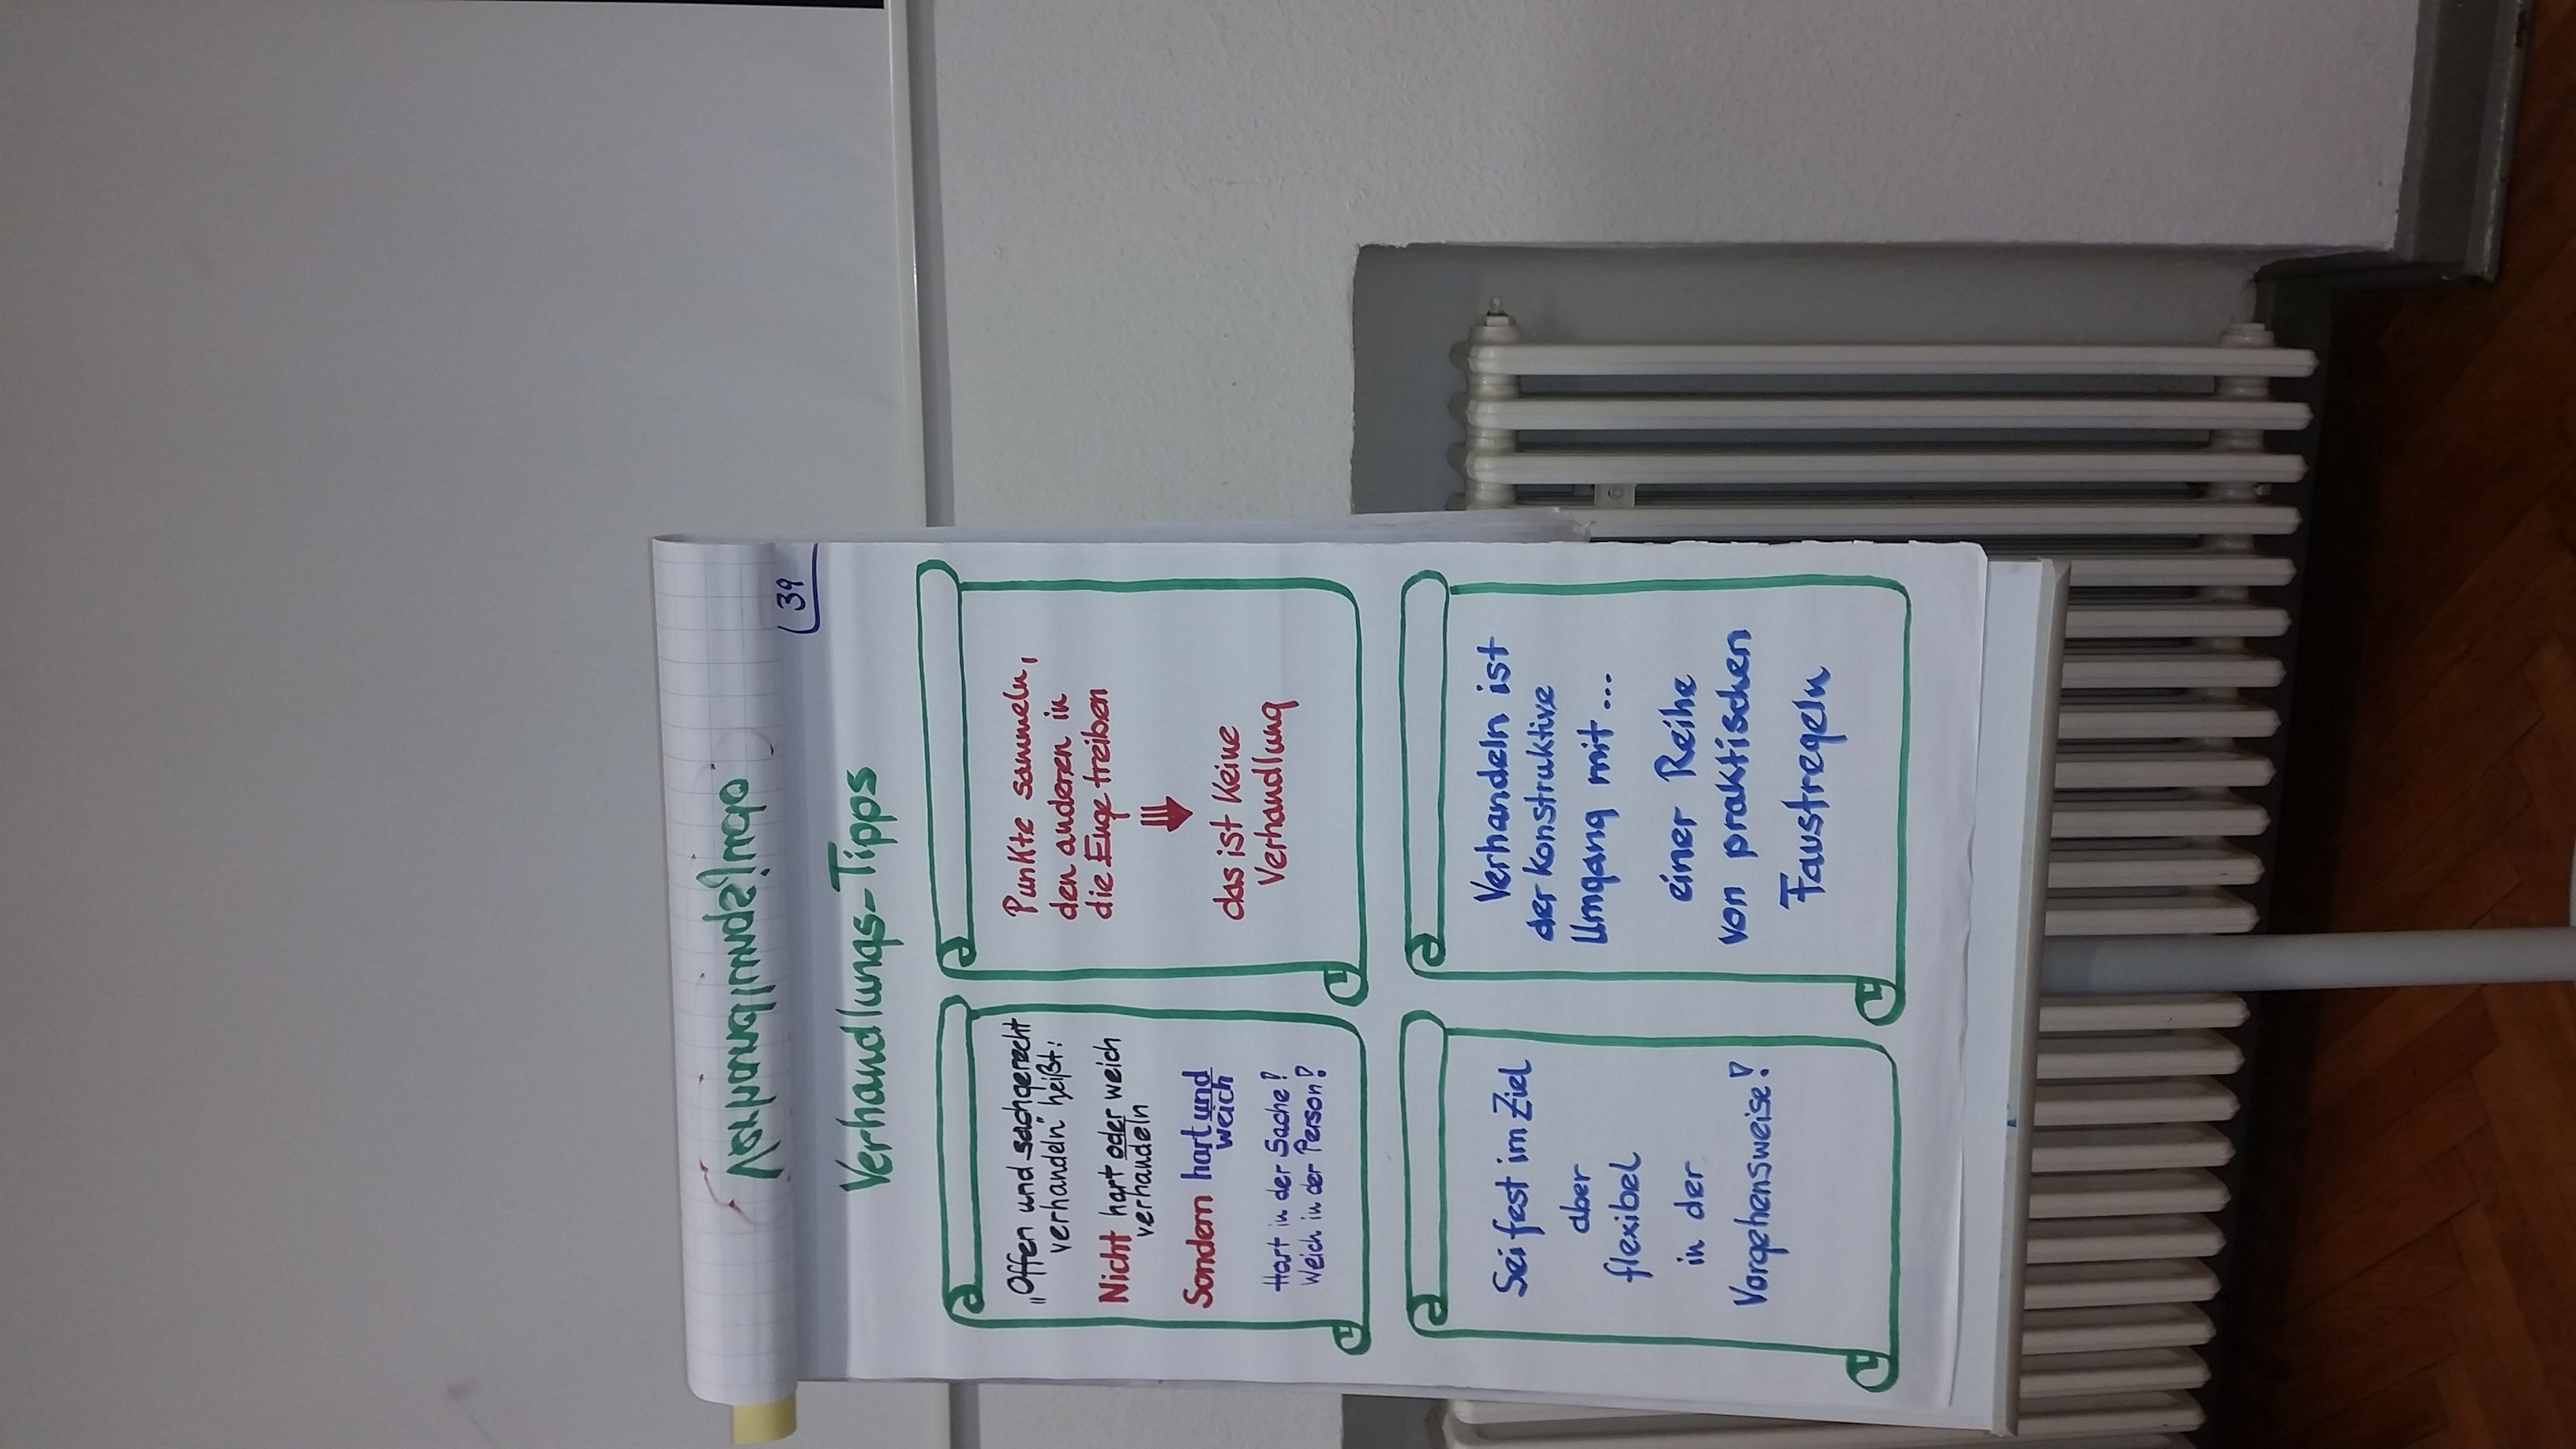 39
Verhandlungs-Tipps
„Offen und sachgerecht
verhandeln" heißt:
Nicht hart oder weich
verhandeln
Sondern hart und
weich
Hart in der Sache!
Weich in der Person!
Punkte sammeln,
den anderen in
die Enge treiben
das ist keine
Verhandlung
Sei fest im Ziel
aber
flexibel
in der
Vorgehensweise!
Verhandeln ist
der konstruktive
Umgang mit...
einer Reihe
von praktischen
Faustregeln